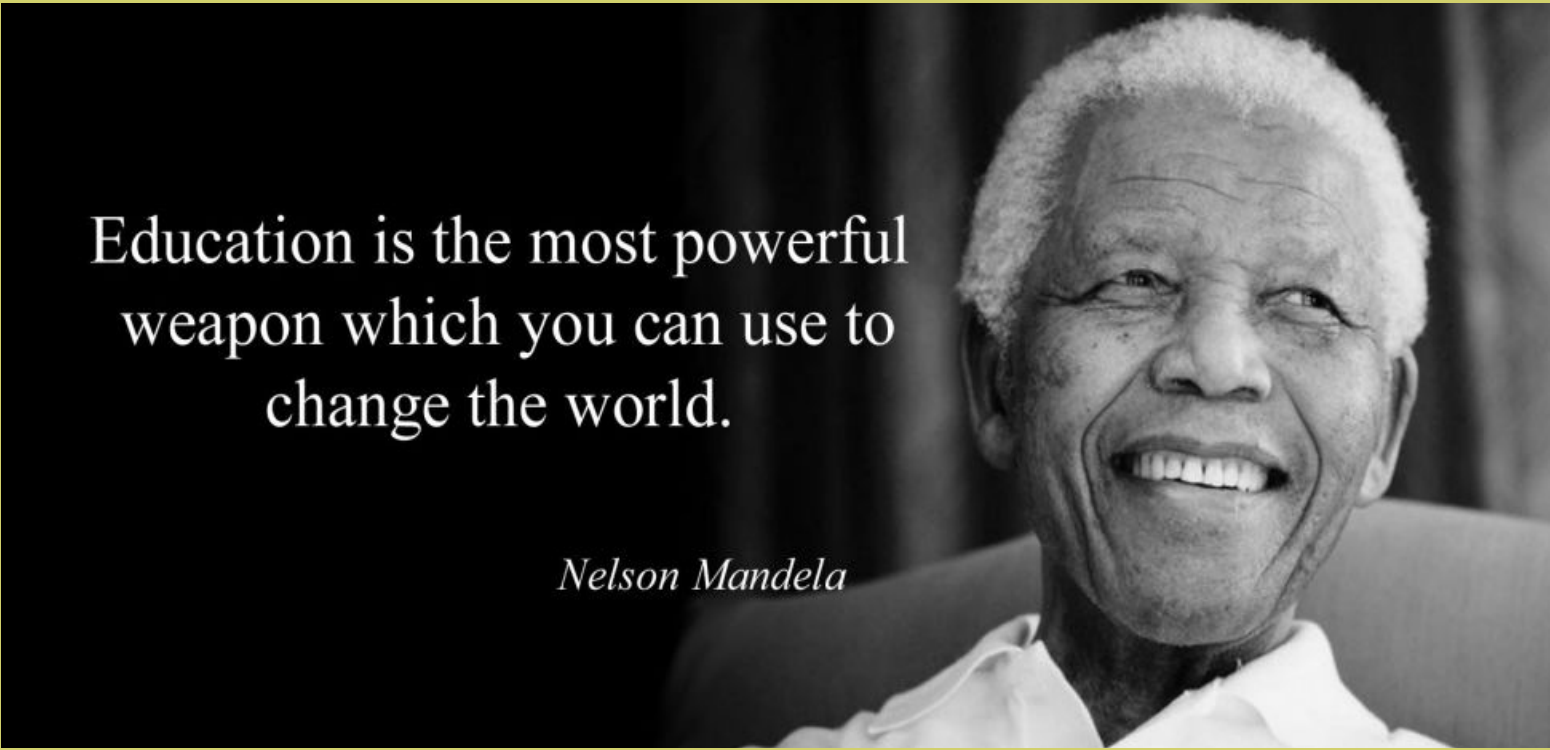 Education is the most powerful
weapon which you can use to
change the world.
Nelson Mandela